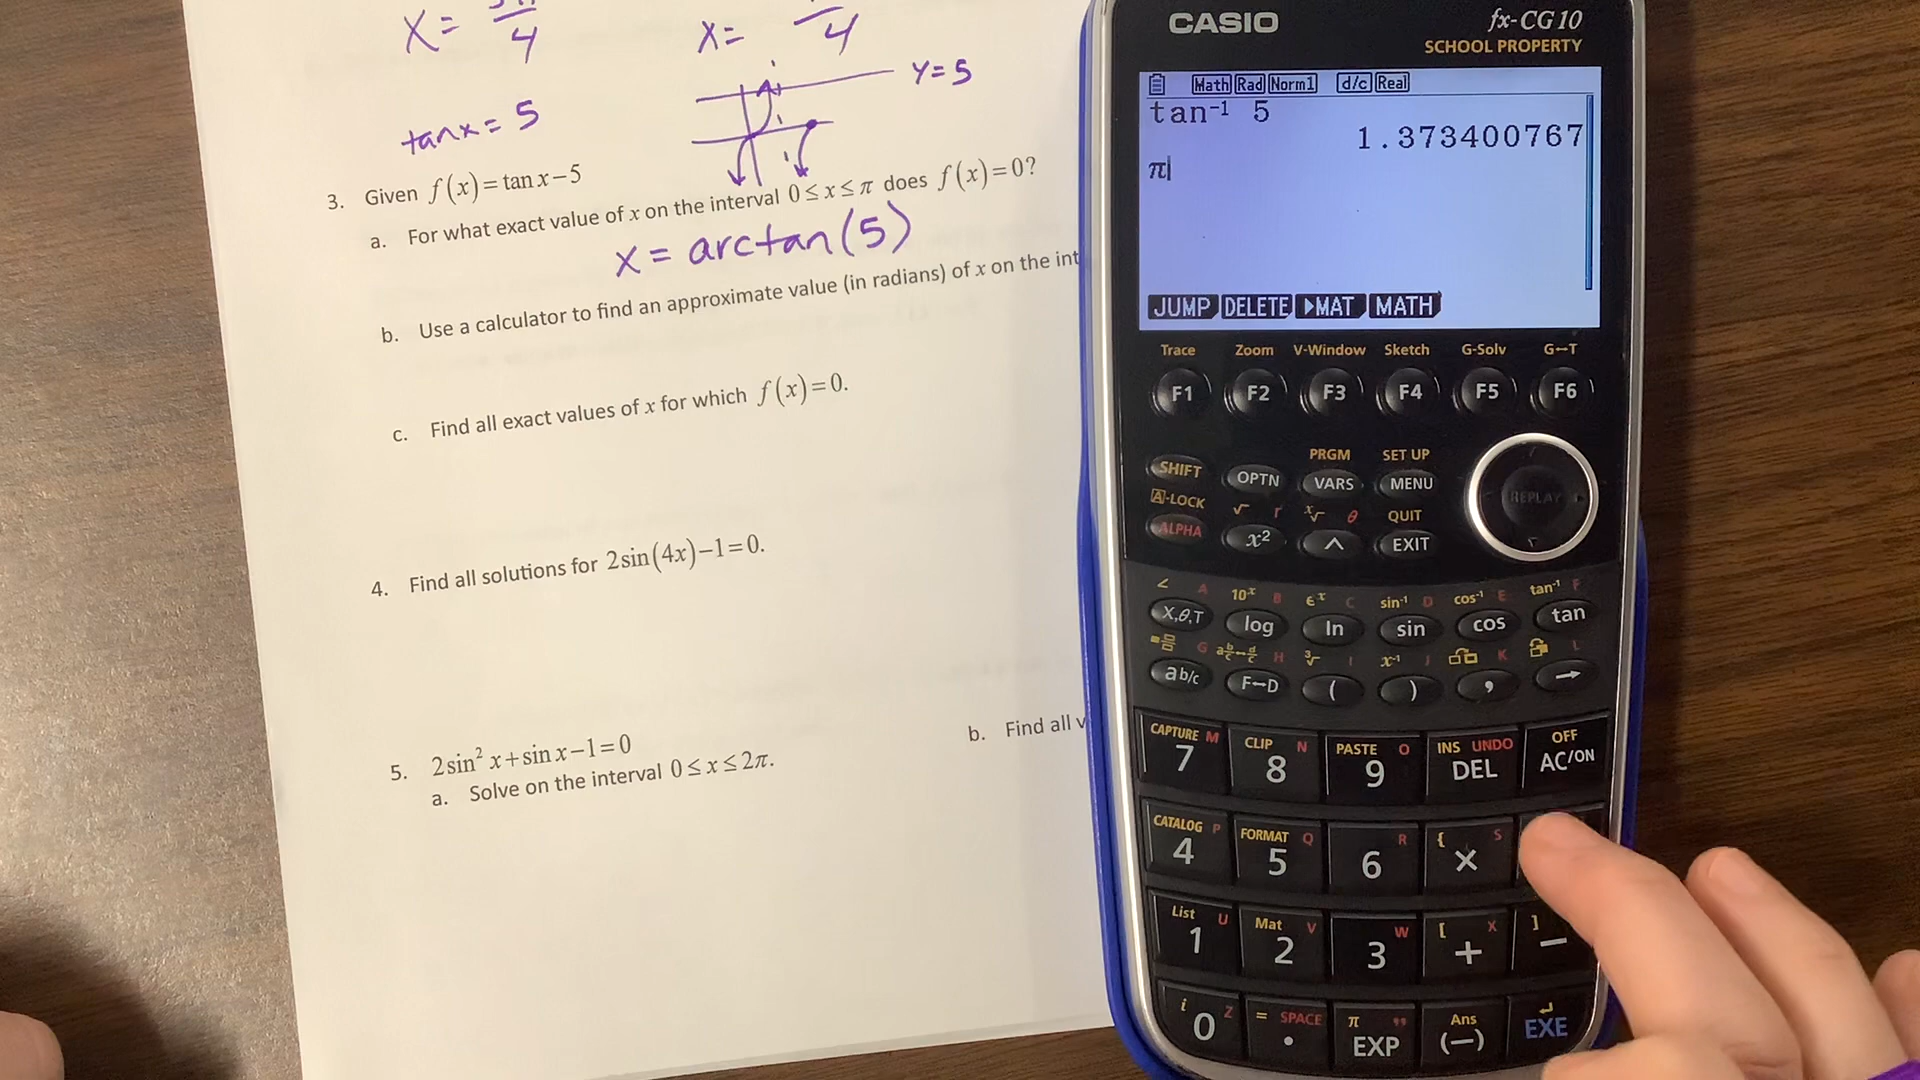 x = 5π/4
x = 4
tanx = 5
y = 5
3. Given f(x)=tan x−5
a. For what exact value of x on the interval 0≤x≤π does f(x)=0?
x = arctan(5)
b. Use a calculator to find an approximate value (in radians) of x on the int
c. Find all exact values of x for which f(x)=0.
4. Find all solutions for 2sin(4x)−1=0.
5. 2sin² x+sin x−1=0
a. Solve on the interval 0≤x≤2π.
b. Find all v
CASIO fx-CG10
SCHOOL PROPERTY
Math Rad Norm1 d/c Real
tan⁻¹ 5
1.373400767
π
JUMP DELETE ▶MAT MATH
Trace Zoom V-Window Sketch G-Solv G↔T
F1 F2 F3 F4 F5 F6
PRGM SET UP
SHIFT OPTN VARS MENU REPLAY
A-LOCK √ r ˣ√ θ QUIT
ALPHA x² ^ EXIT
∠ A 10ˣ B eˣ C sin⁻¹ D cos⁻¹ E tan⁻¹ F
X,θ,T log ln sin cos tan
G a b/c↔d/c H ³√ I x⁻¹ J K L
a b/c F↔D ( ) , →
CAPTURE M CLIP N PASTE O INS UNDO OFF
7 8 9 DEL AC/ON
CATALOG P FORMAT Q R { S
4 5 6 ×
List U Mat V W [ X ]
1 2 3 + −
i Z = SPACE π " Ans ↵
0 . EXP (−) EXE